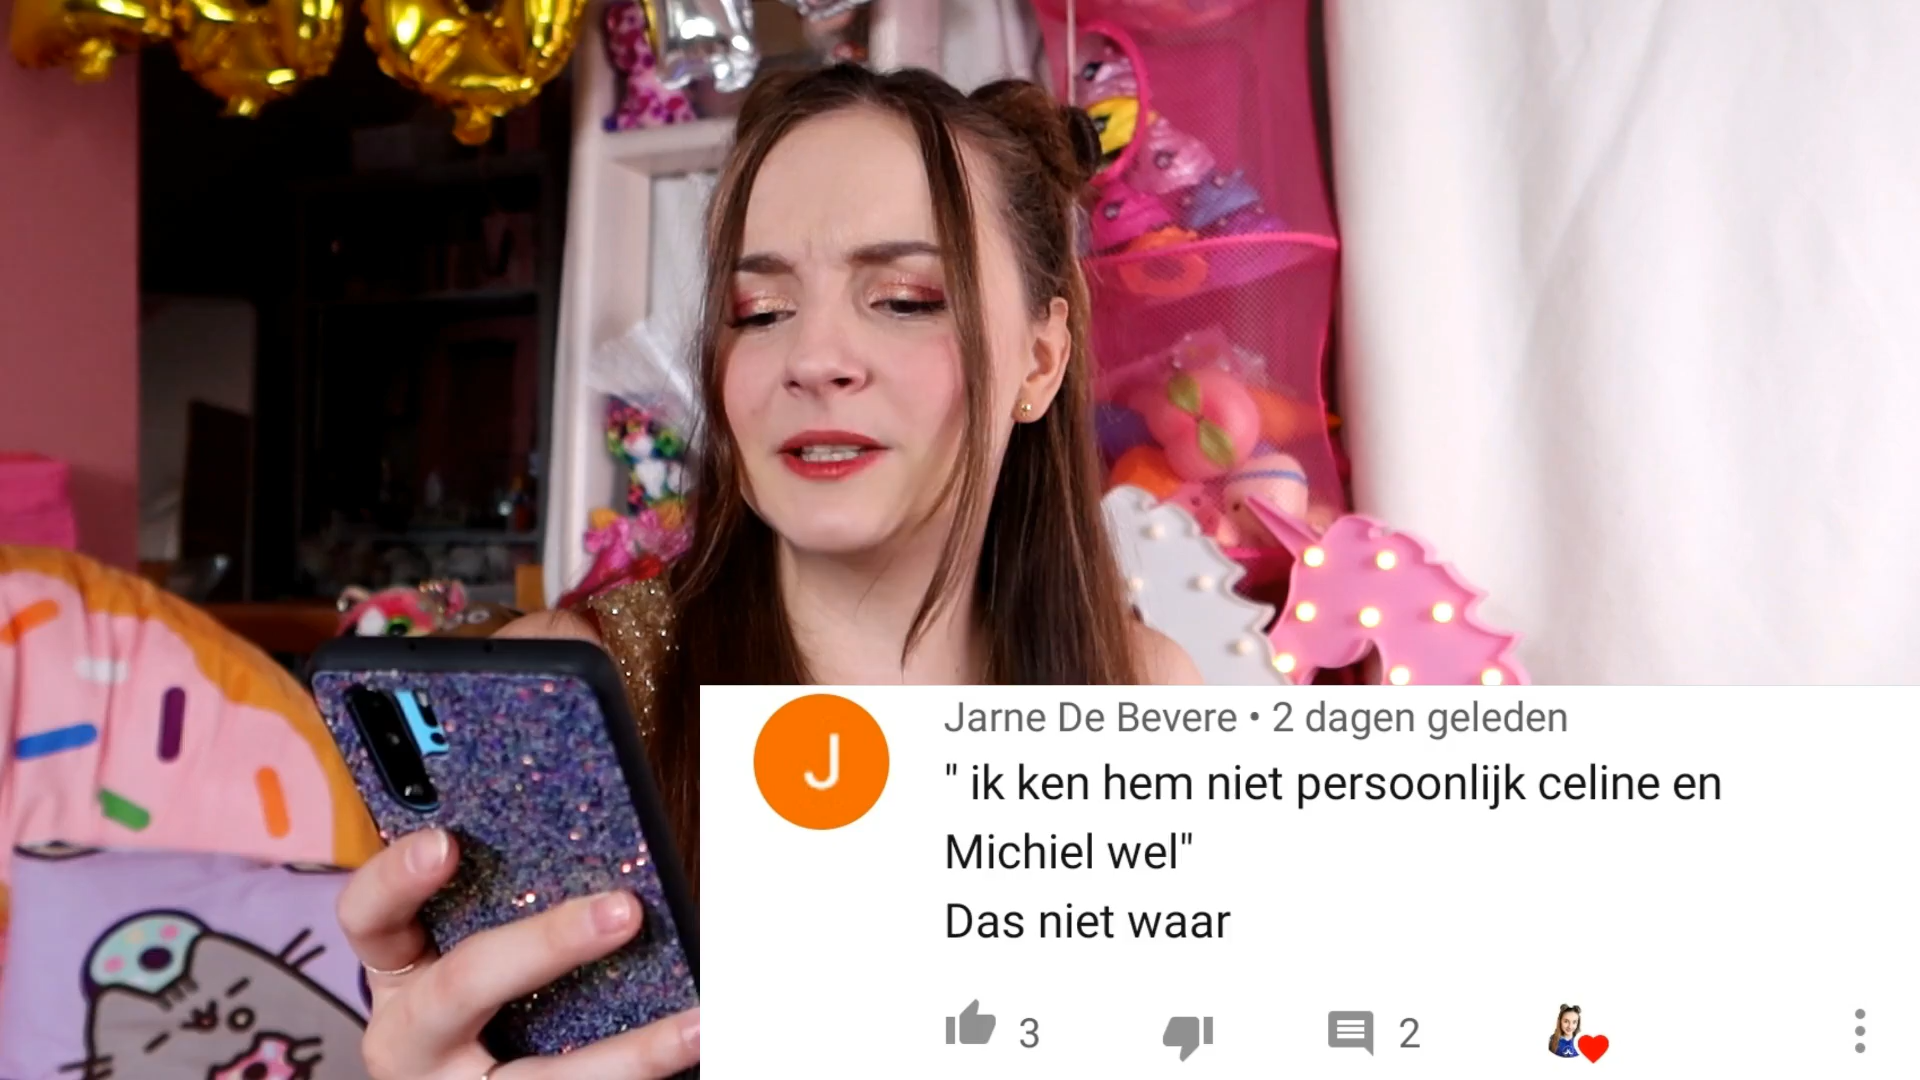 J
Jarne De Bevere • 2 dagen geleden
" ik ken hem niet persoonlijk celine en
Michiel wel"
Das niet waar
3
2